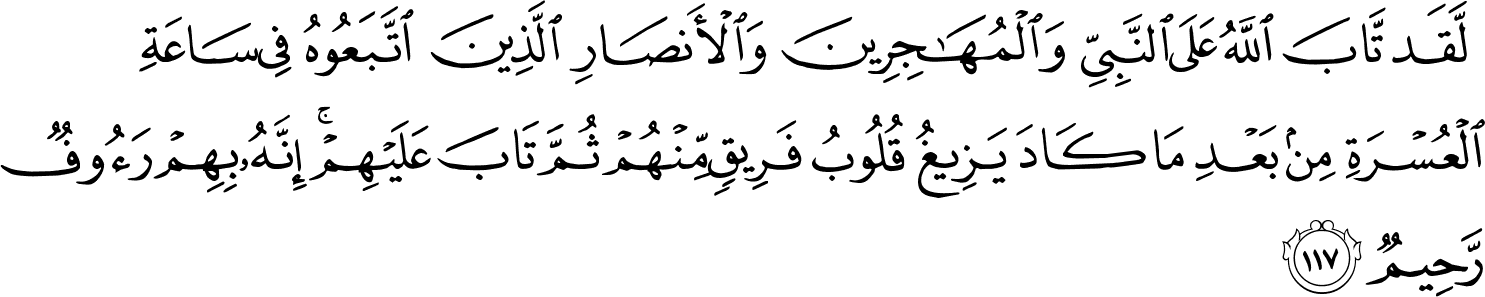 لَّقَد تَّابَ ٱللَّهُ عَلَى ٱلنَّبِىِّ وَٱلْمُهَـٰجِرِينَ وَٱلْأَنصَارِ ٱلَّذِينَ ٱتَّبَعُوهُ فِى سَاعَةِ
ٱلْعُسْرَةِ مِنۢ بَعْدِ مَا كَادَ يَزِيغُ قُلُوبُ فَرِيقٍ مِّنْهُمْ ثُمَّ تَابَ عَلَيْهِمْ ۚ إِنَّهُۥ بِهِمْ رَءُوفٌ
رَّحِيمٌ ١١٧